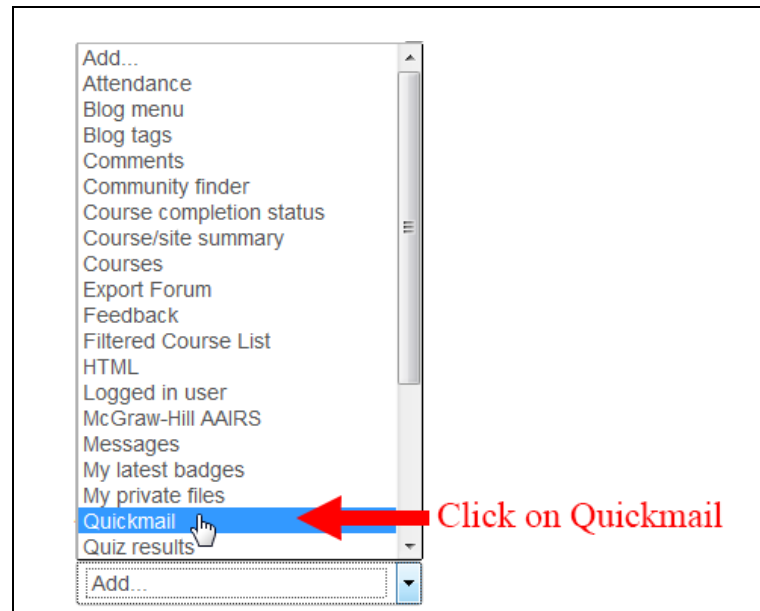 Add...
Attendance
Blog menu
Blog tags
Comments
Community finder
Course completion status
Course/site summary
Courses
Export Forum
Feedback
Filtered Course List
HTML
Logged in user
McGraw-Hill AAIRS
Messages
My latest badges
My private files
Quickmail Click on Quickmail
Quiz results
Add...